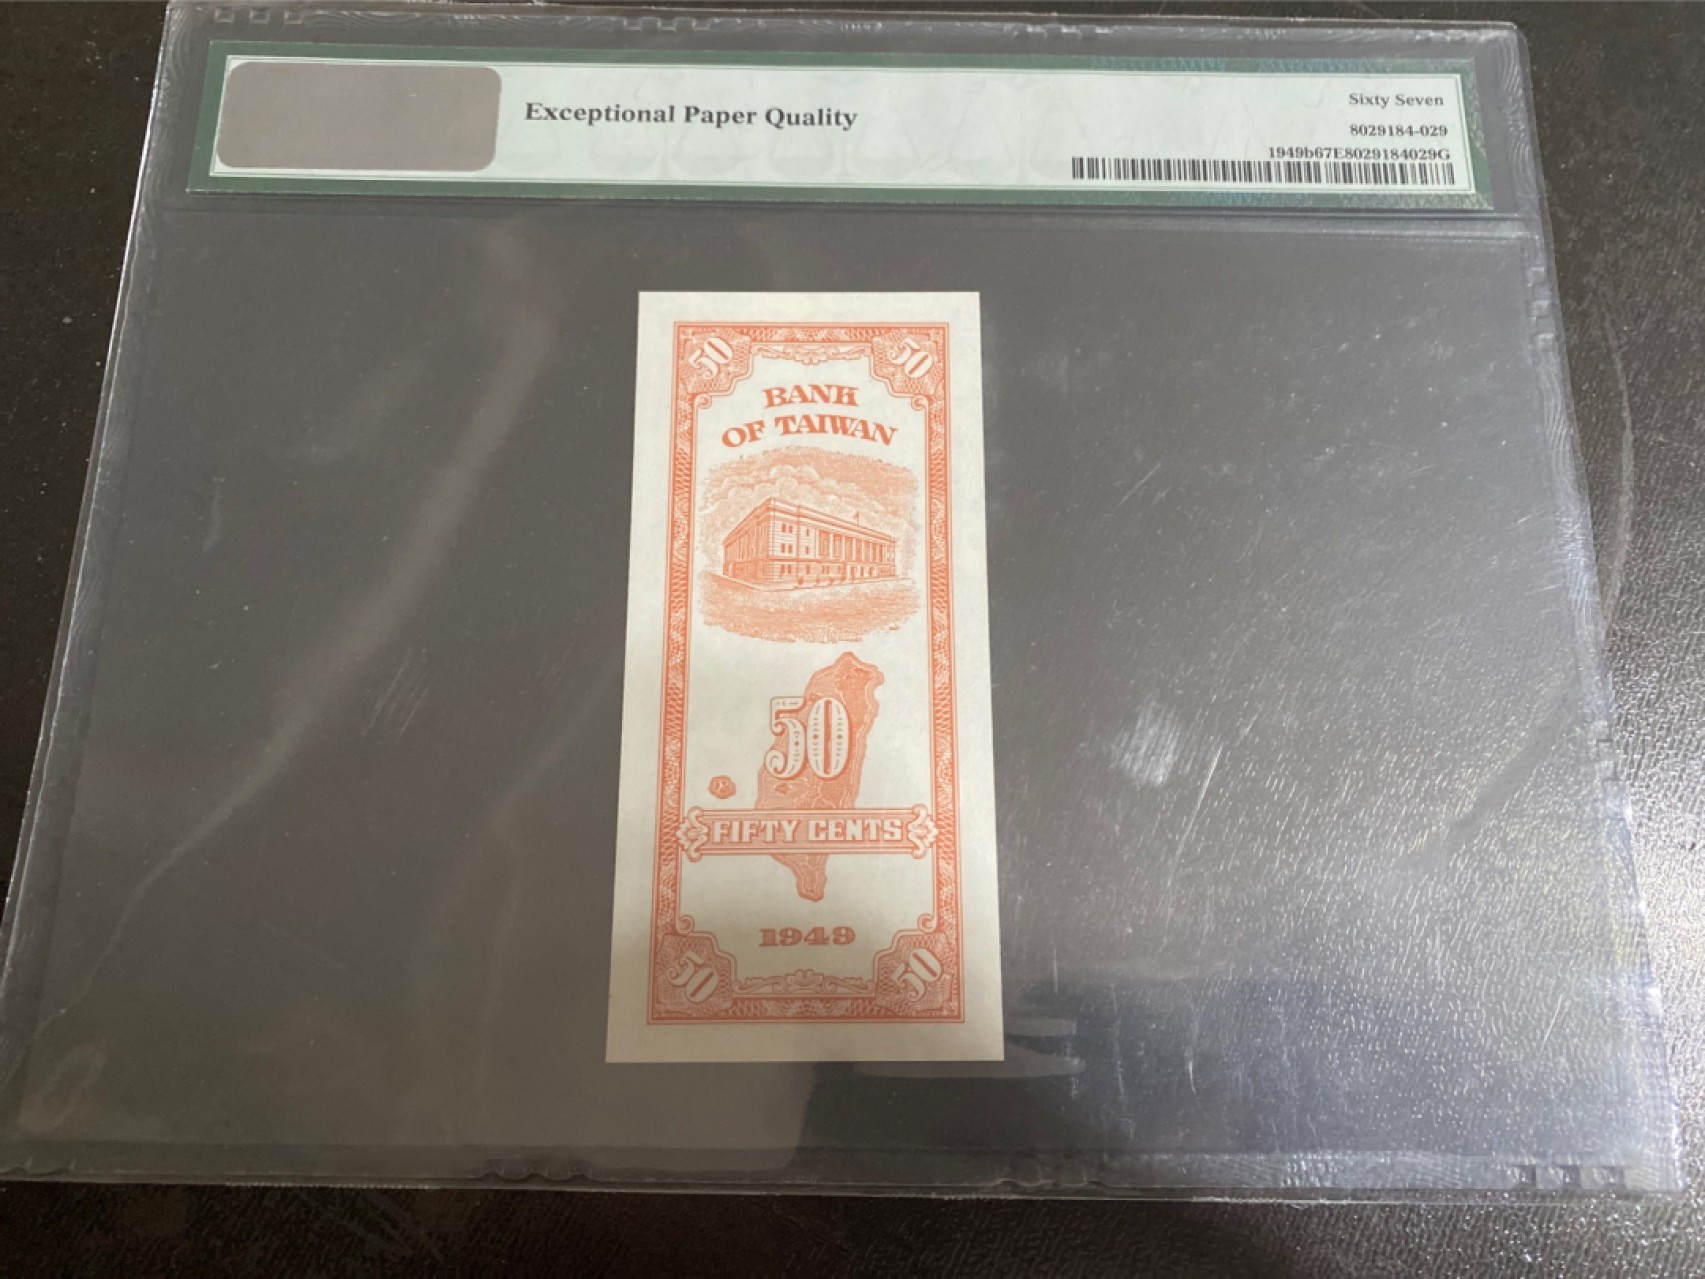 Exceptional Paper Quality
Sixty Seven
8029184-029
1949b67E8029184029G
50 50
BANK
OF TAIWAN
50
FIFTY CENTS
1949
50 50